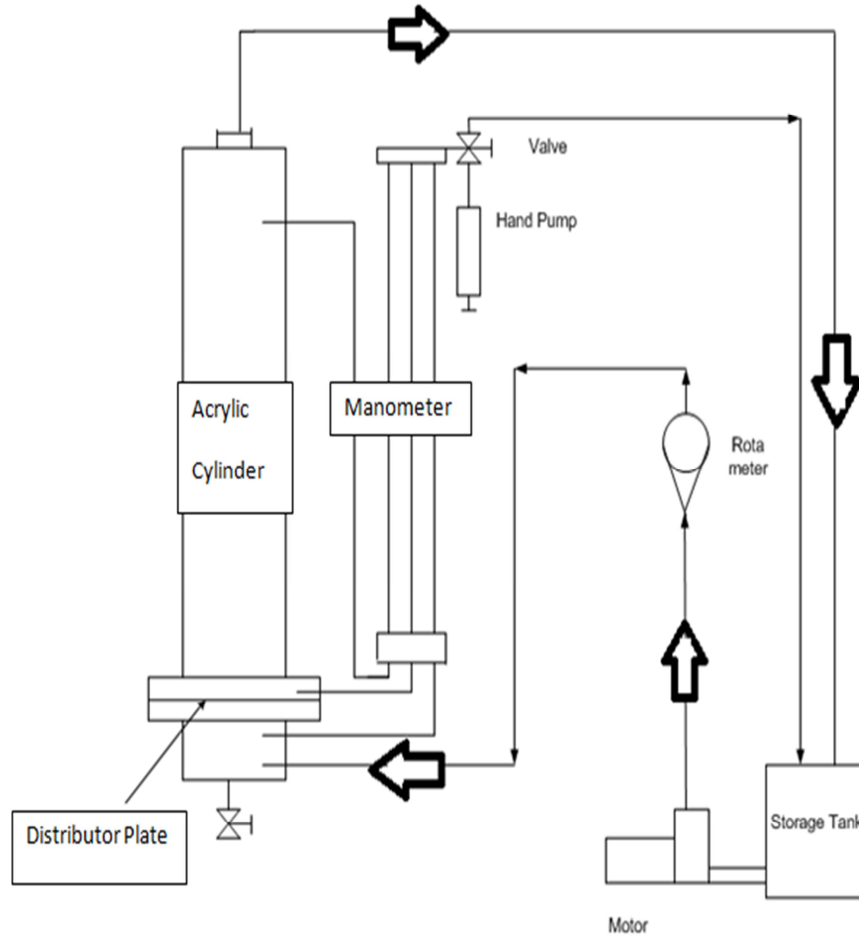 Valve
Hand Pump
Acrylic
Cylinder
Manometer
Rota
meter
Distributor Plate
Storage Tank
Motor